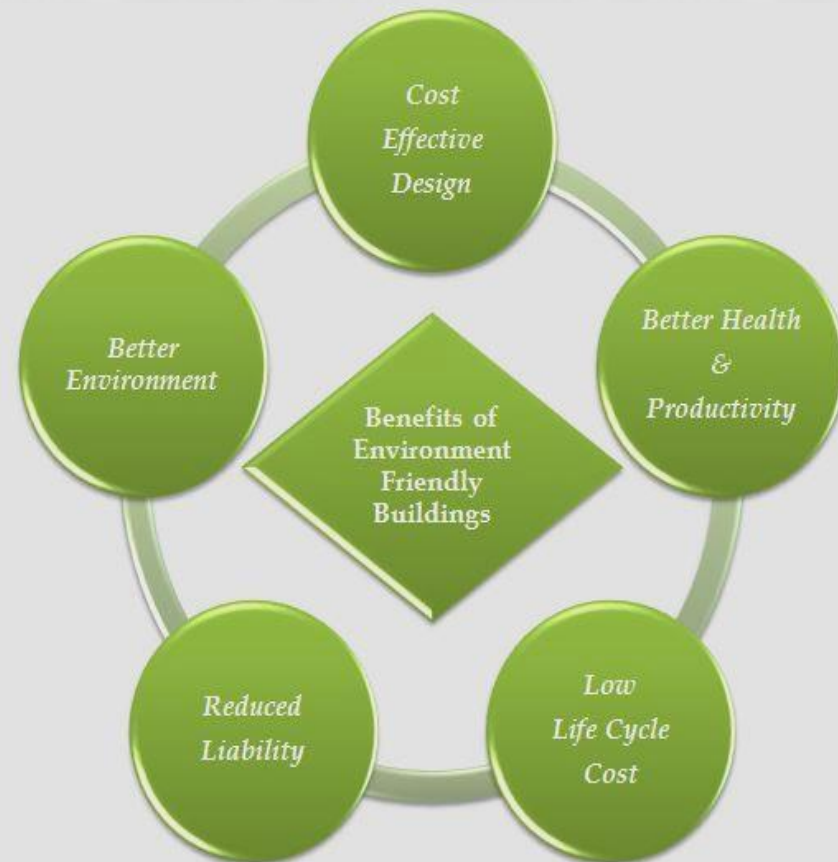 Cost
Effective
Design
Better Health
&
Productivity
Low
Life Cycle
Cost
Reduced
Liability
Better
Environment
Benefits of
Environment
Friendly
Buildings